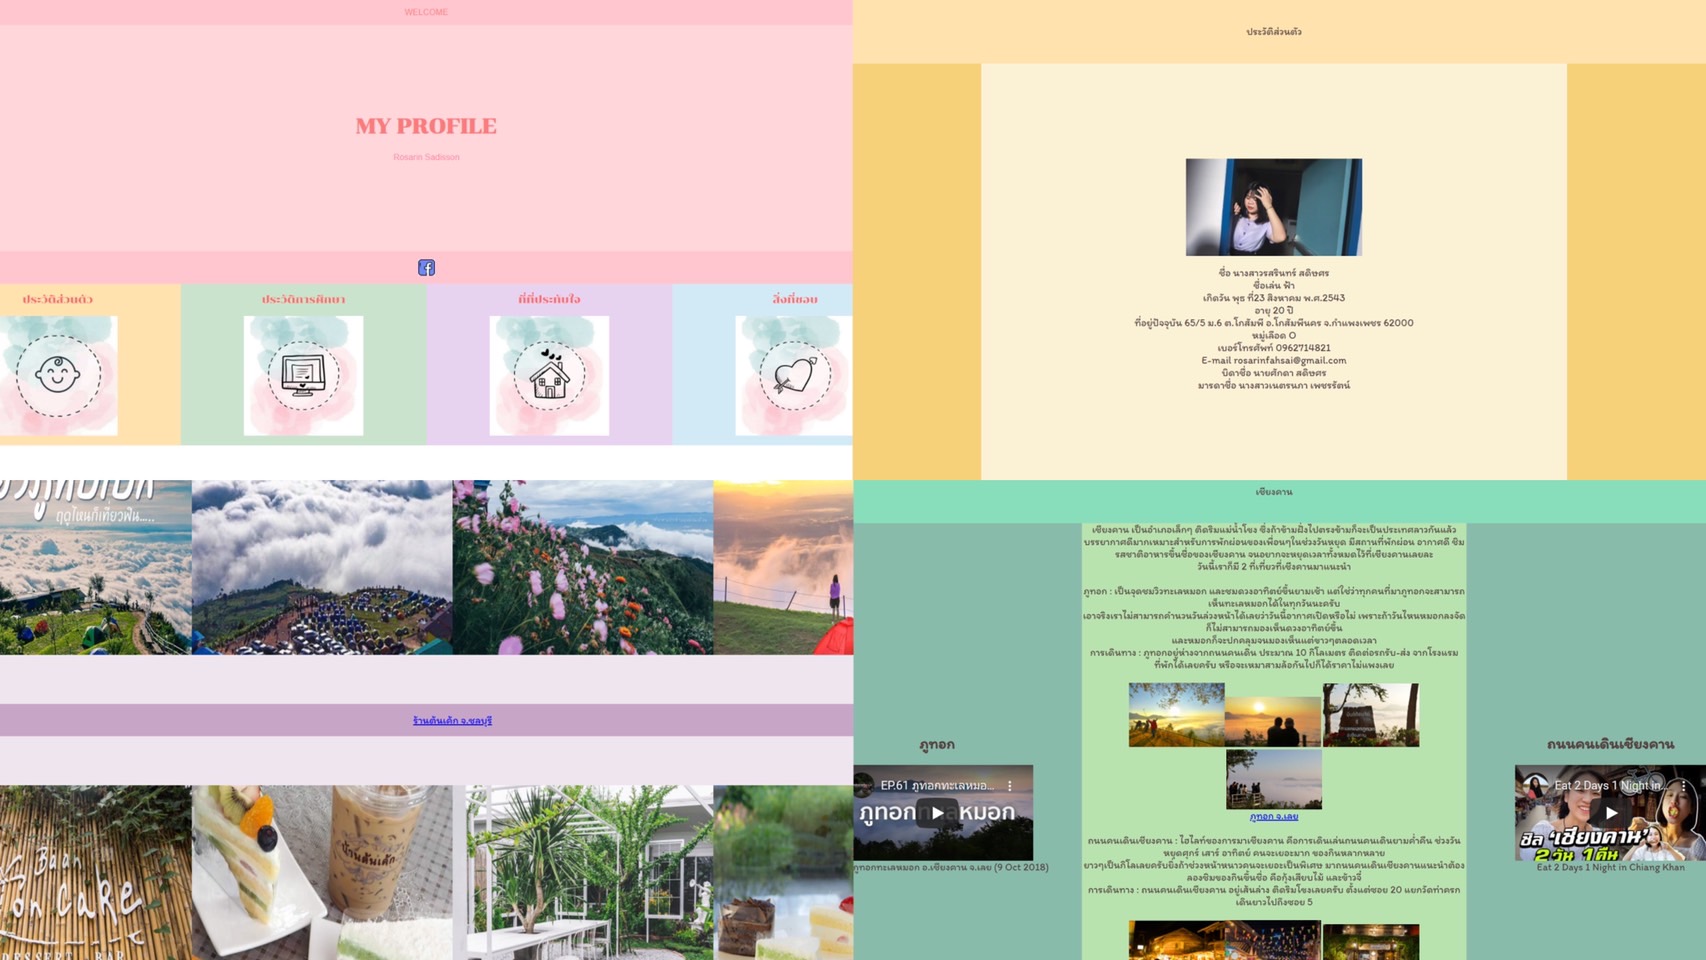 WELCOME
MY PROFILE
Rosarin Sadisson
ประวัติส่วนตัว
ประวัติการศึกษา
ที่ที่ประทับใจ
สิ่งที่ชอบ
ประวัติส่วนตัว
ชื่อ นางสาวรสรินทร์ สดิษศร
ชื่อเล่น ฟ้า
เกิดวัน พุธ ที่23 สิงหาคม พ.ศ.2543
อายุ 20 ปี
ที่อยู่ปัจจุบัน 65/5 ม.6 ต.โกสัมพี อ.โกสัมพีนคร จ.กำแพงเพชร 62000
หมู่เลือด O
เบอร์โทรศัพท์ 0962714821
E-mail rosarinfahsai@gmail.com
บิดาชื่อ นายศักดา สดิษศร
มารดาชื่อ นางสาวเนตรนภา เพชรรัตน์
ฤดูไหนก็เที่ยวฟิน.....
ร้านต้นเค้ก จ.ชลบุรี
Baan
Ton Cake
DESSERT BAR
บ้านต้นเค้ก
เชียงคาน
เชียงคาน เป็นอำเภอเล็กๆ ติดริมแม่น้ำโขง ซึ่งถ้าข้ามฝั่งไปตรงข้ามก็จะเป็นประเทศลาวกันแล้ว
บรรยากาศดีมากเหมาะสำหรับการพักผ่อนของเพื่อนๆในช่วงวันหยุด มีสถานที่พักผ่อน อากาศดี ชิม
รสชาติอาหารขึ้นชื่อของเชียงคาน จนอยากจะหยุดเวลาทั้งหมดไว้ที่เชียงคานเลยละ
วันนี้เราก็มี 2 ที่เที่ยวที่เชีงคานมาแนะนำ
ภูทอก : เป็นจุดชมวิวทะเลหมอก และชมดวงอาทิตย์ขึ้นยามเช้า แต่ใช่ว่าทุกคนที่มาภูทอกจะสามารถ
เห็นทะเลหมอกได้ในทุกวันนะครับ
เอาจริงเราไม่สามารถคำนวนวันล่วงหน้าได้เลยว่าวันนี้อากาศเปิดหรือไม่ เพราะถ้าวันไหนหมอกลงจัด
ก็ไม่สามารถมองเห็นดวงอาทิตย์ขึ้น
และหมอกก็จะปกคลุมจนมองเห็นแต่ขาวๆตลอดเวลา
การเดินทาง : ภูทอกอยู่ห่างจากถนนคนเดิน ประมาณ 10 กิโลเมตร ติดต่อรถรับ-ส่ง จากโรงแรม
ที่พักได้เลยครับ หรือจะเหมาสามล้อกันไปก็ได้ราคาไม่แพงเลย
ภูทอก จ.เลย
ถนนคนเดินเชียงคาน : ไฮไลท์ของการมาเชียงคาน คือการเดินเล่นถนนคนเดินยามค่ำคืน ช่วงวัน
หยุดศุกร์ เสาร์ อาทิตย์ คนจะเยอะมาก ของกินหลากหลาย
ยาวๆเป็นกิโลเลยครับยิ่งถ้าช่วงหน้าหนาวคนจะเยอะเป็นพิเศษ มาถนนคนเดินเชียงคานแนะนำต้อง
ลองชิมของกินขึ้นชื่อ คือกุ้งเสียบไม้ และข้าวจี่
การเดินทาง : ถนนคนเดินเชียงคาน อยู่เส้นล่าง ติดริมโขงเลยครับ ตั้งแต่ซอย 20 แยกวัดท่าครก
เดินยาวไปถึงซอย 5
ภูทอก
EP.61 ภูทอกทะเลหมอ...
ภูทอกทะเลหมอก อ.เชียงคาน จ.เลย (9 Oct 2018)
ถนนคนเดินเชียงคาน
Eat 2 Days 1 Night in...
ชิล 'เชียงคาน'
2 วัน 1 คืน
Eat 2 Days 1 Night in Chiang Khan